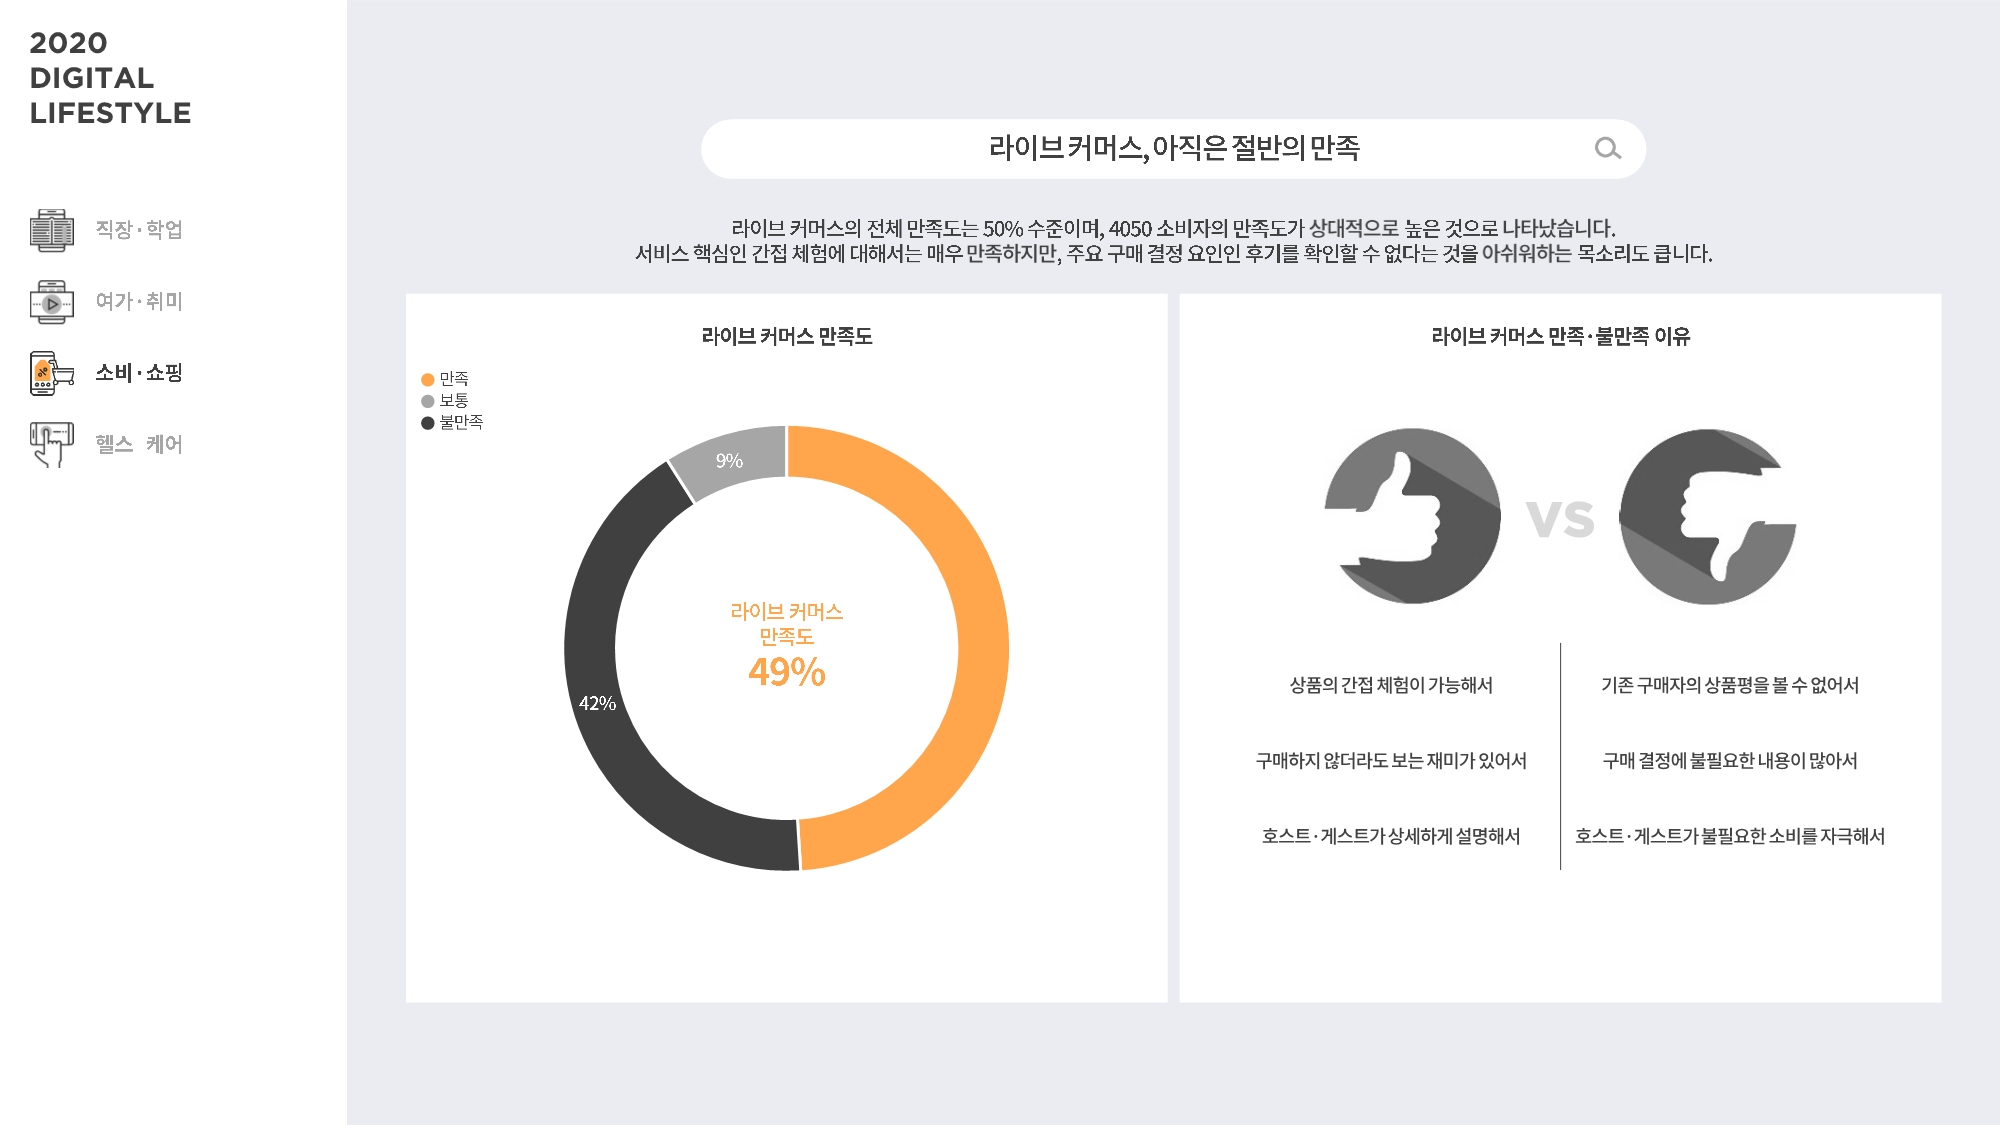 2020
DIGITAL
LIFESTYLE
직장·학업
여가·취미
소비·쇼핑
헬스 케어
라이브 커머스, 아직은 절반의 만족
라이브 커머스의 전체 만족도는 50% 수준이며, 4050 소비자의 만족도가 상대적으로 높은 것으로 나타났습니다.
서비스 핵심인 간접 체험에 대해서는 매우 만족하지만, 주요 구매 결정 요인인 후기를 확인할 수 없다는 것을 아쉬워하는 목소리도 큽니다.
라이브 커머스 만족도
만족
보통
불만족
9%
42%
라이브 커머스
만족도
49%
라이브 커머스 만족·불만족 이유
VS
상품의 간접 체험이 가능해서
기존 구매자의 상품평을 볼 수 없어서
구매하지 않더라도 보는 재미가 있어서
구매 결정에 불필요한 내용이 많아서
호스트·게스트가 상세하게 설명해서
호스트·게스트가 불필요한 소비를 자극해서